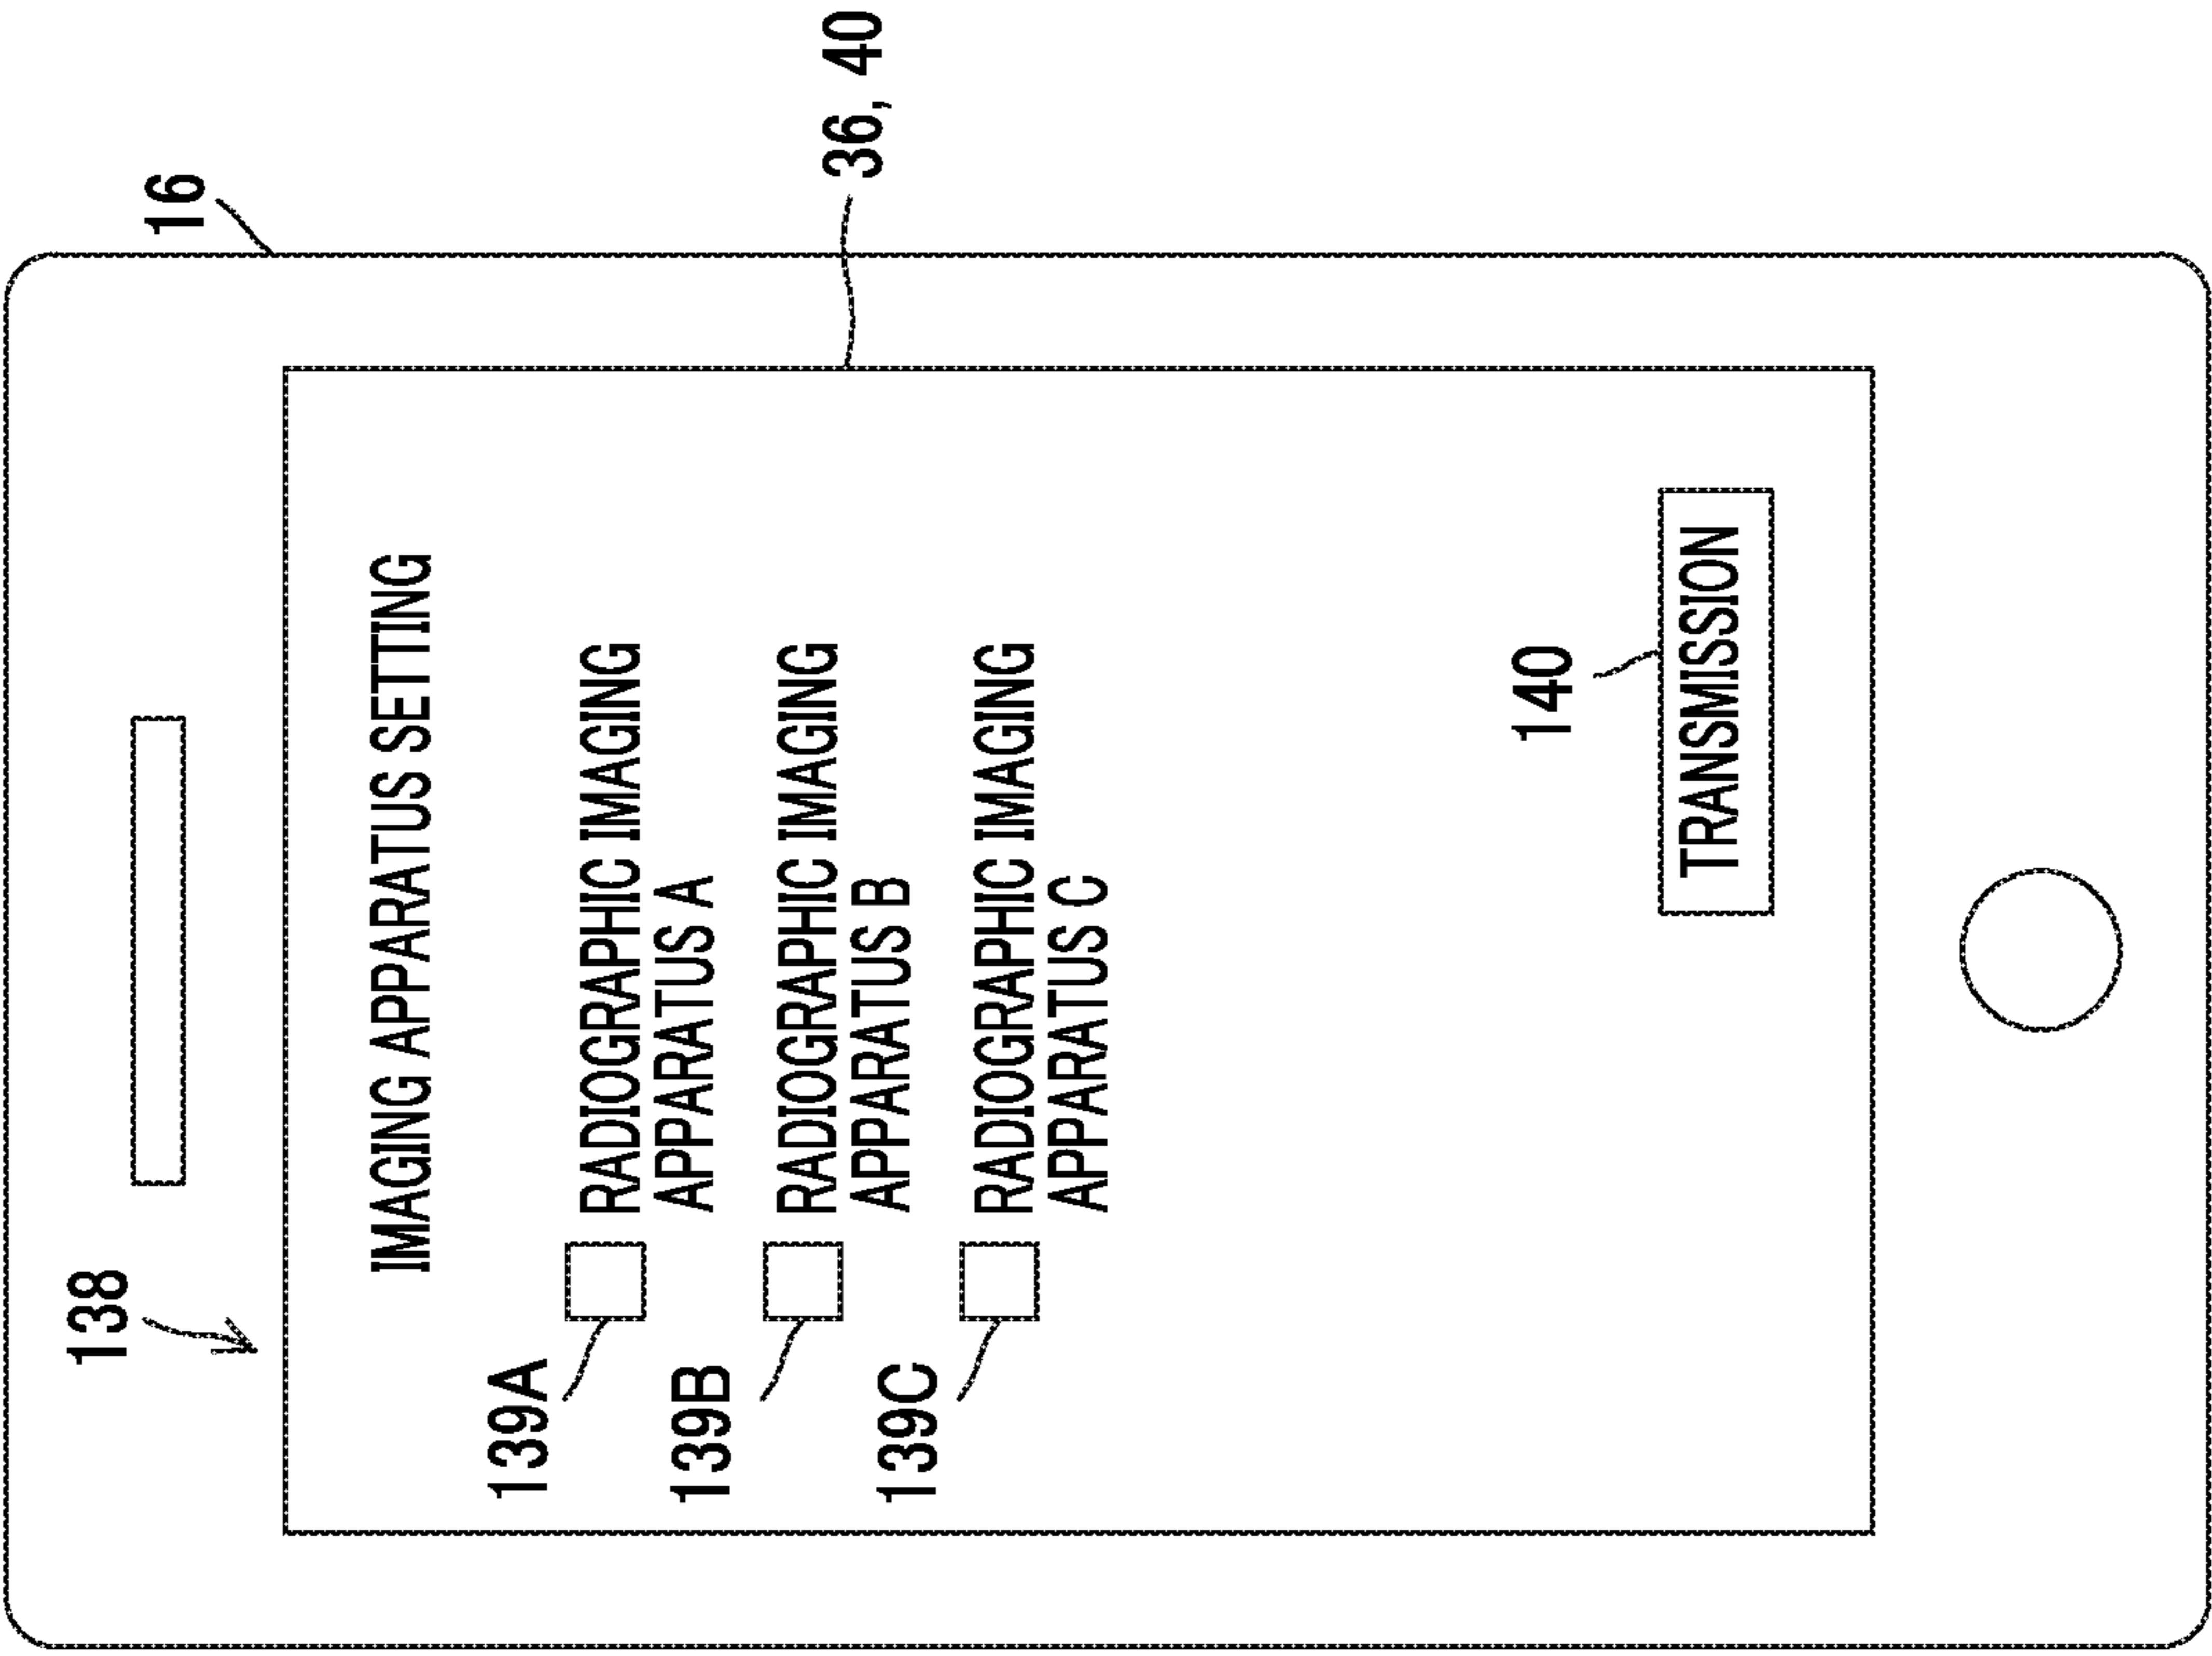 138
16
IMAGING APPARATUS SETTING
36, 40
139A
RADIOGRAPHIC IMAGING
APPARATUS A
139B
RADIOGRAPHIC IMAGING
APPARATUS B
139C
RADIOGRAPHIC IMAGING
APPARATUS C
140
TRANSMISSION